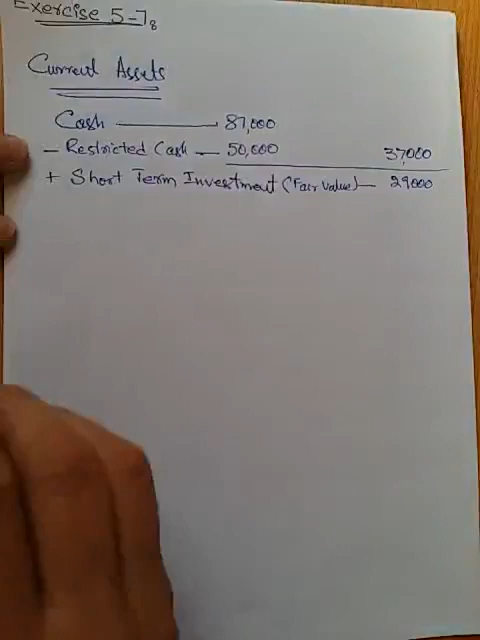 Exercise 5-7:
Current Assets
Cash — 87,000
- Restricted Cash — 50,000 37,000
+ Short Term Investment (Fair Value) — 29000